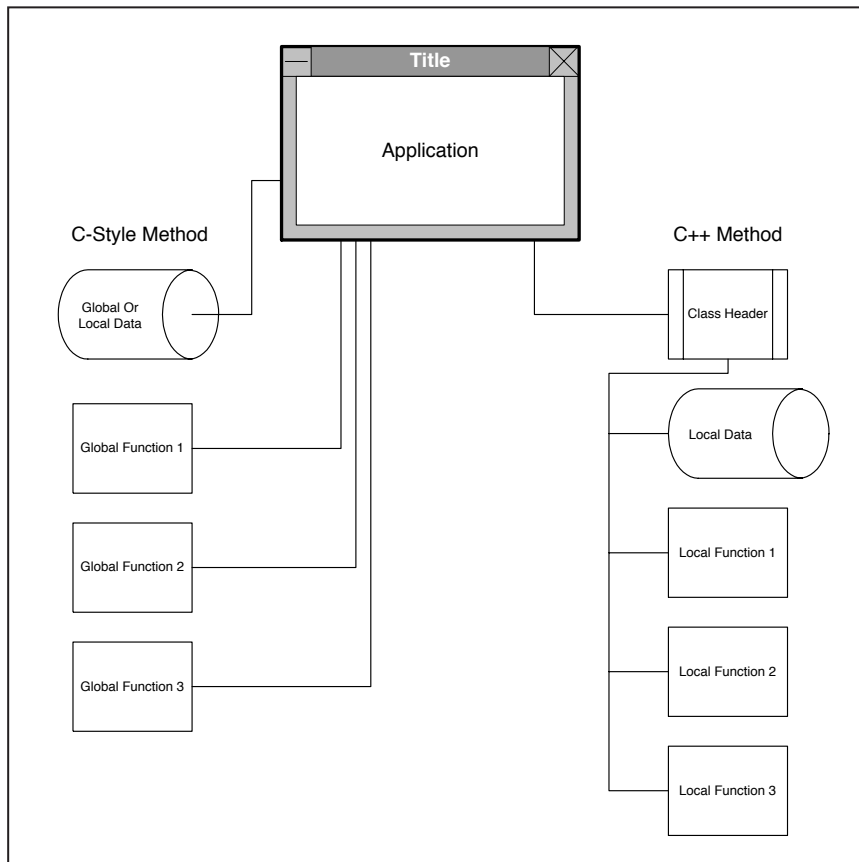 Title
Application
C-Style Method
Global Or
Local Data
Global Function 1
Global Function 2
Global Function 3
C++ Method
Class Header
Local Data
Local Function 1
Local Function 2
Local Function 3